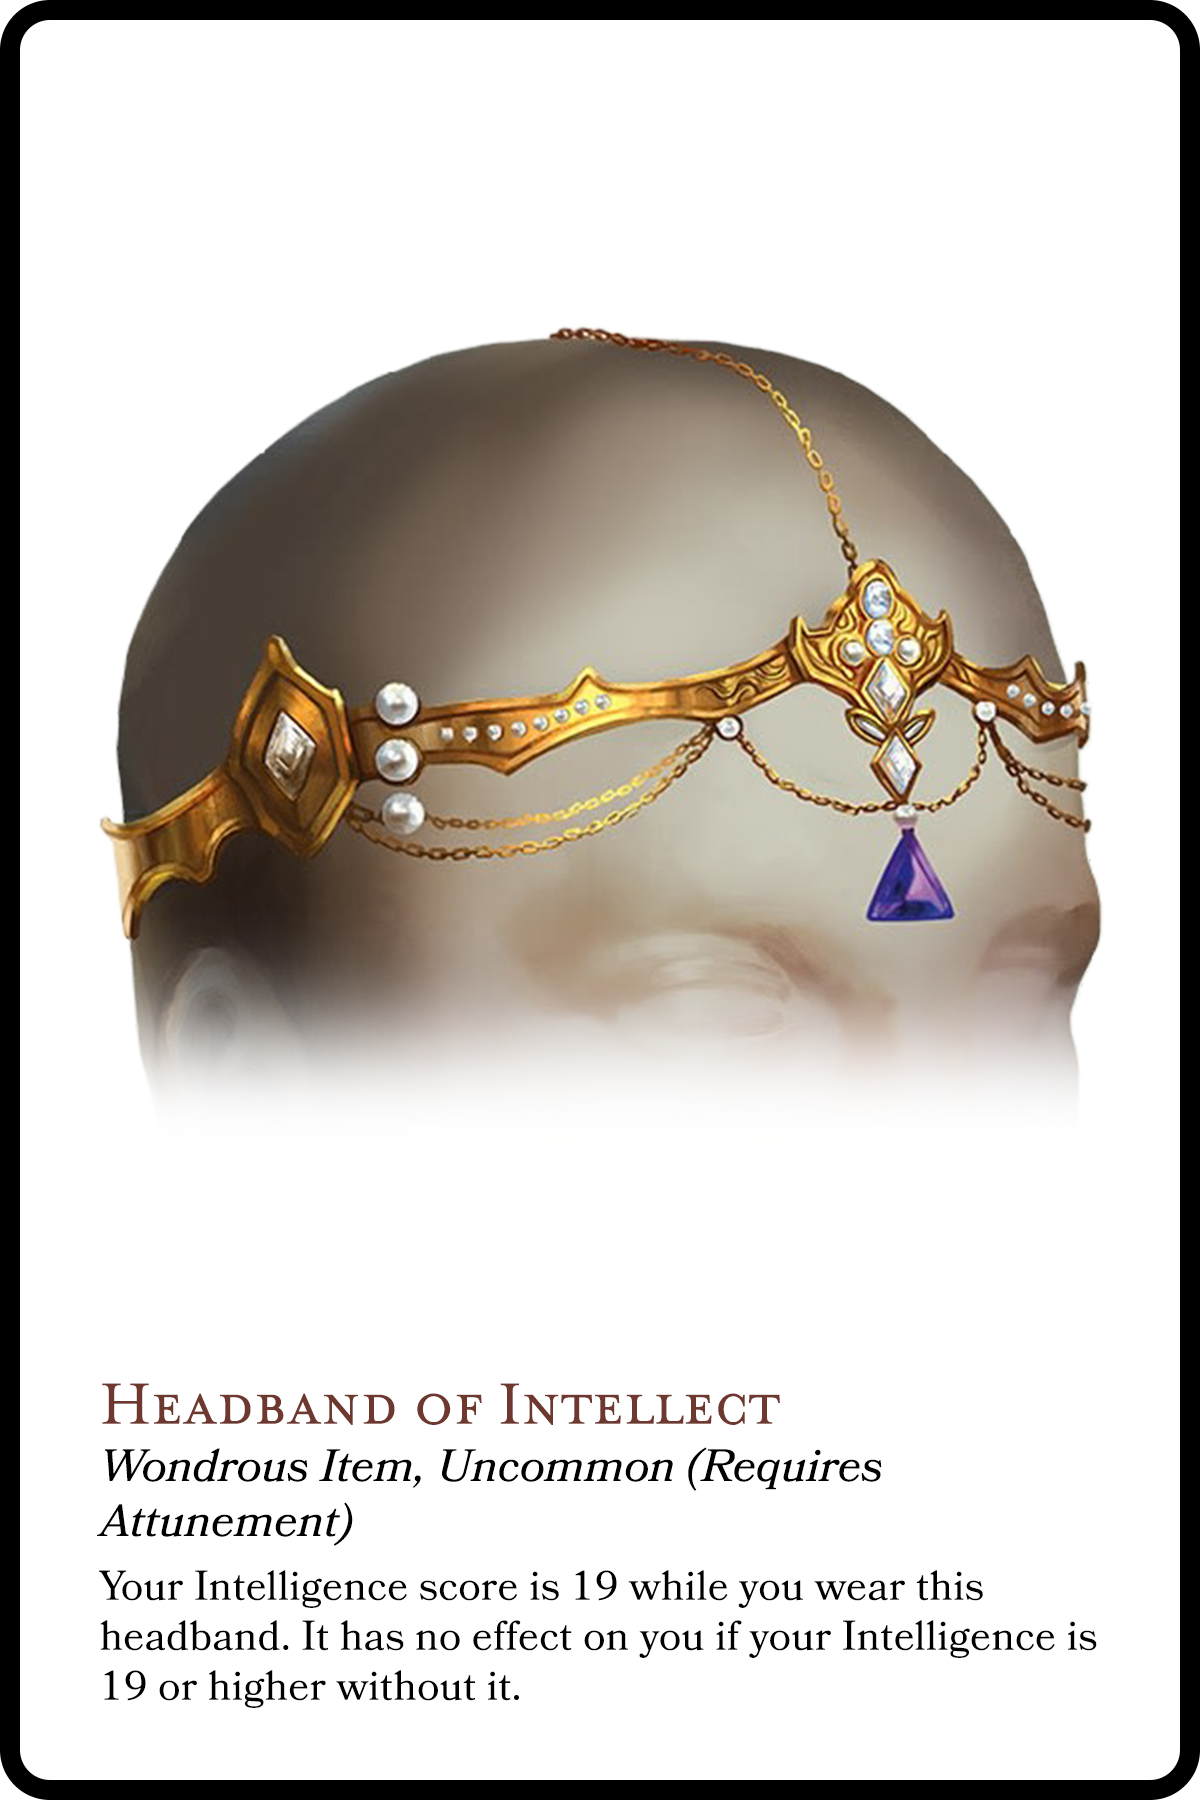 Headband of Intellect
Wondrous Item, Uncommon (Requires
Attunement)
Your Intelligence score is 19 while you wear this
headband. It has no effect on you if your Intelligence is
19 or higher without it.